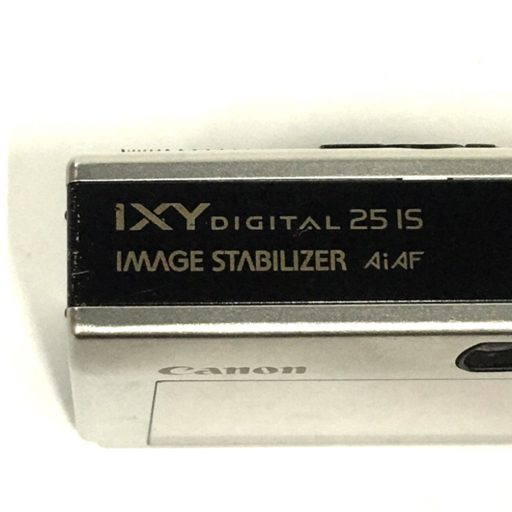 IXY DIGITAL 25 IS
IMAGE STABILIZER AiAF
Canon